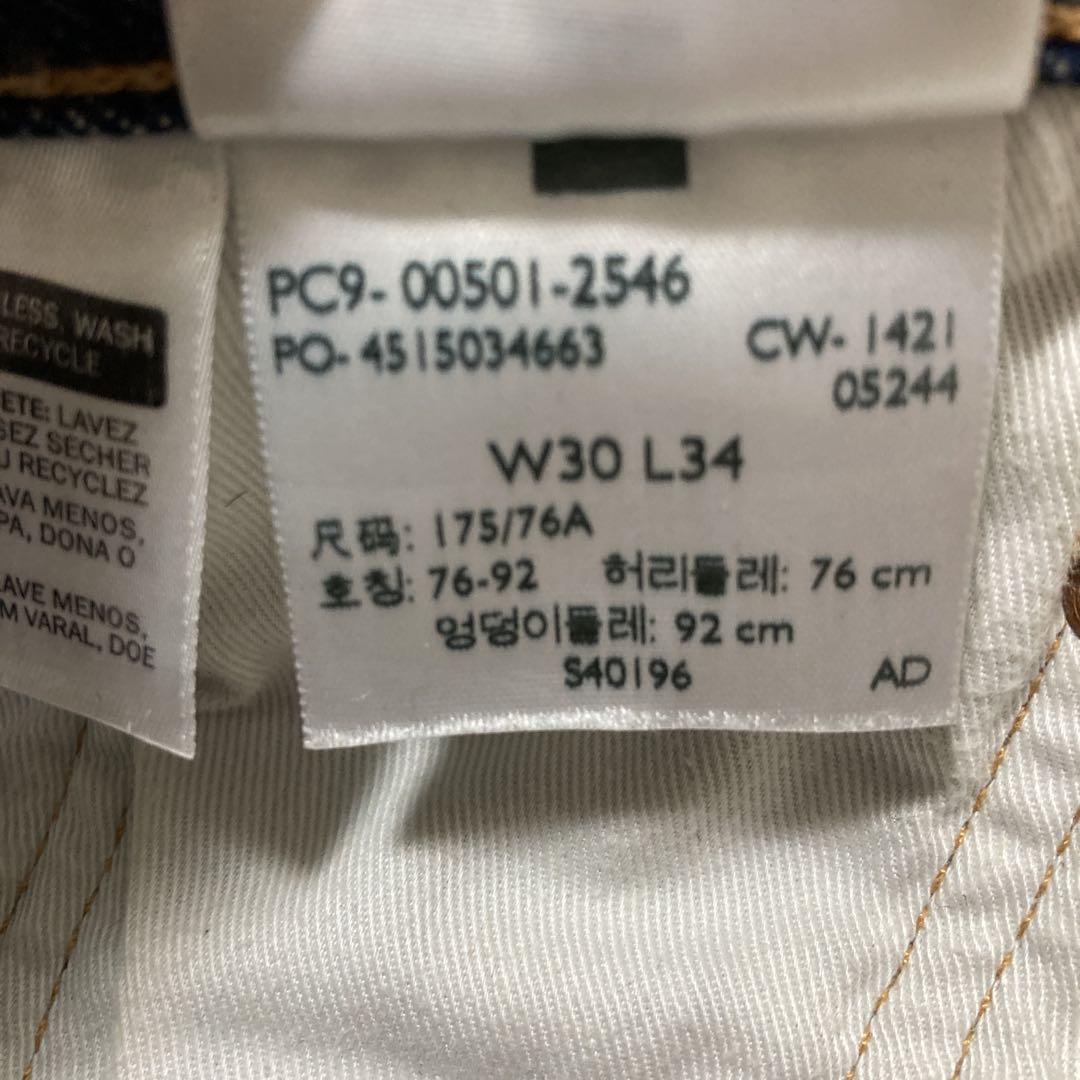 LESS. WASH
RECYCLE
ETE: LAVEZ
SEZ SECHER
U RECYCLEZ
AVA MENOS,
PA, DONA O
LAVE MENOS,
M VARAL, DOE
PC9- 00501-2546
PO- 4515034663
CW- 1421
05244
W30 L34
尺码: 175/76A
호칭: 76-92 허리둘레: 76 cm
엉덩이둘레: 92 cm
S40196
AD